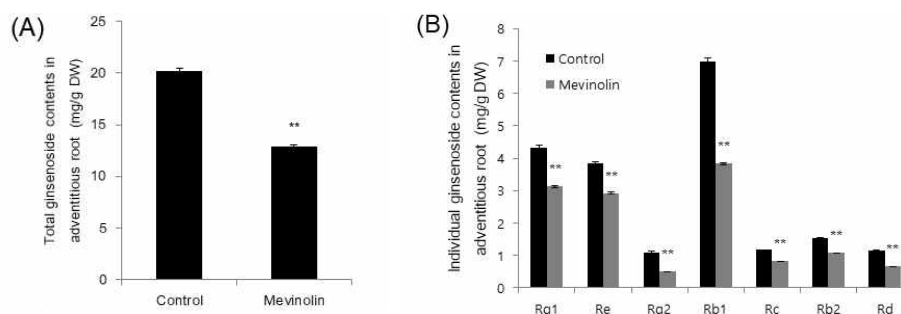 (A)
Total ginsenoside contents in
adventitious root (mg/g DW)
25
20
15
10
5
0
**
Control
Mevinolin
(B)
Individual ginsenoside contents in
adventitious root (mg/g DW)
8
7
6
5
4
3
2
1
0
Control
Mevinolin
**
**
**
**
**
**
**
Rg1
Re
Rg2
Rb1
Rc
Rb2
Rd